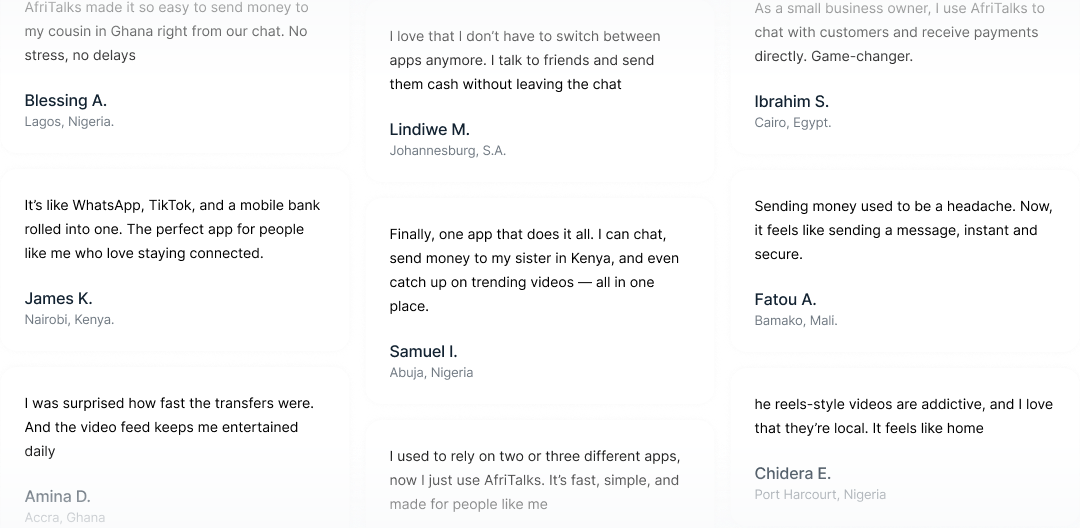 AfriTalks made it so easy to send money to
my cousin in Ghana right from our chat. No
stress, no delays
Blessing A.
Lagos, Nigeria.
It’s like WhatsApp, TikTok, and a mobile bank
rolled into one. The perfect app for people
like me who love staying connected.
James K.
Nairobi, Kenya.
I was surprised how fast the transfers were.
And the video feed keeps me entertained
daily
Amina D.
Accra, Ghana
I love that I don’t have to switch between
apps anymore. I talk to friends and send
them cash without leaving the chat
Lindiwe M.
Johannesburg, S.A.
Finally, one app that does it all. I can chat,
send money to my sister in Kenya, and even
catch up on trending videos — all in one
place.
Samuel I.
Abuja, Nigeria
I used to rely on two or three different apps,
now I just use AfriTalks. It’s fast, simple, and
made for people like me
As a small business owner, I use AfriTalks to
chat with customers and receive payments
directly. Game-changer.
Ibrahim S.
Cairo, Egypt.
Sending money used to be a headache. Now,
it feels like sending a message, instant and
secure.
Fatou A.
Bamako, Mali.
he reels-style videos are addictive, and I love
that they’re local. It feels like home
Chidera E.
Port Harcourt, Nigeria